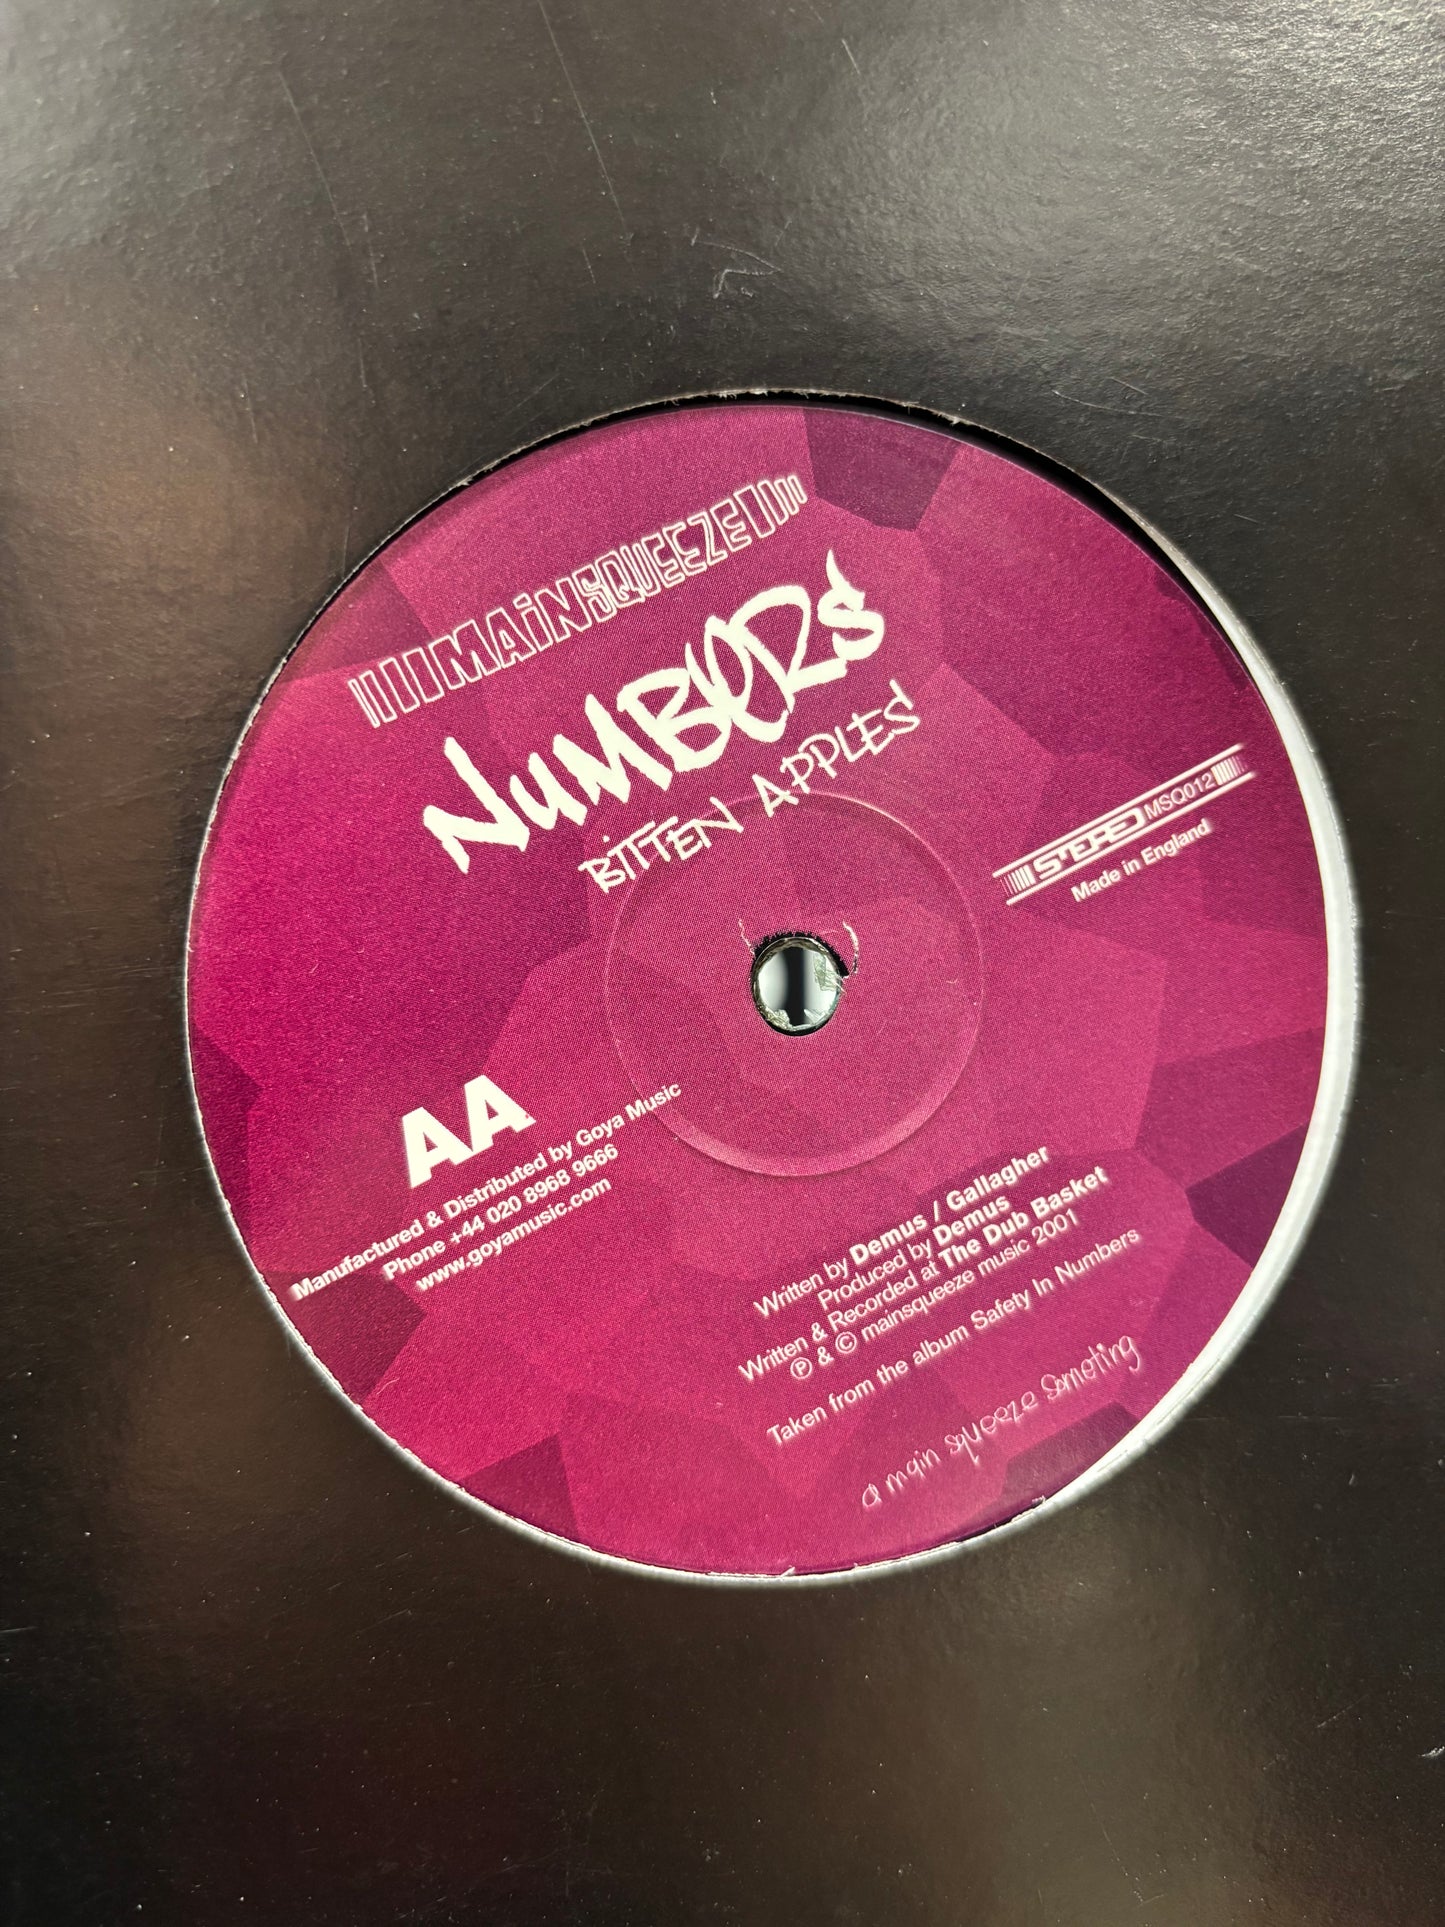 MAiNSQUEEZE
NuMBeRs
BiTTEN APPLES
STEREO MSQ012
Made in England
AA
Manufactured & Distributed by Goya Music
Phone +44 020 8968 9666
www.goyamusic.com
Written by Demus / Gallagher
Produced by Demus
Written & Recorded at The Dub Basket
℗ & © mainsqueeze music 2001
Taken from the album Safety In Numbers
a main squeeze someting